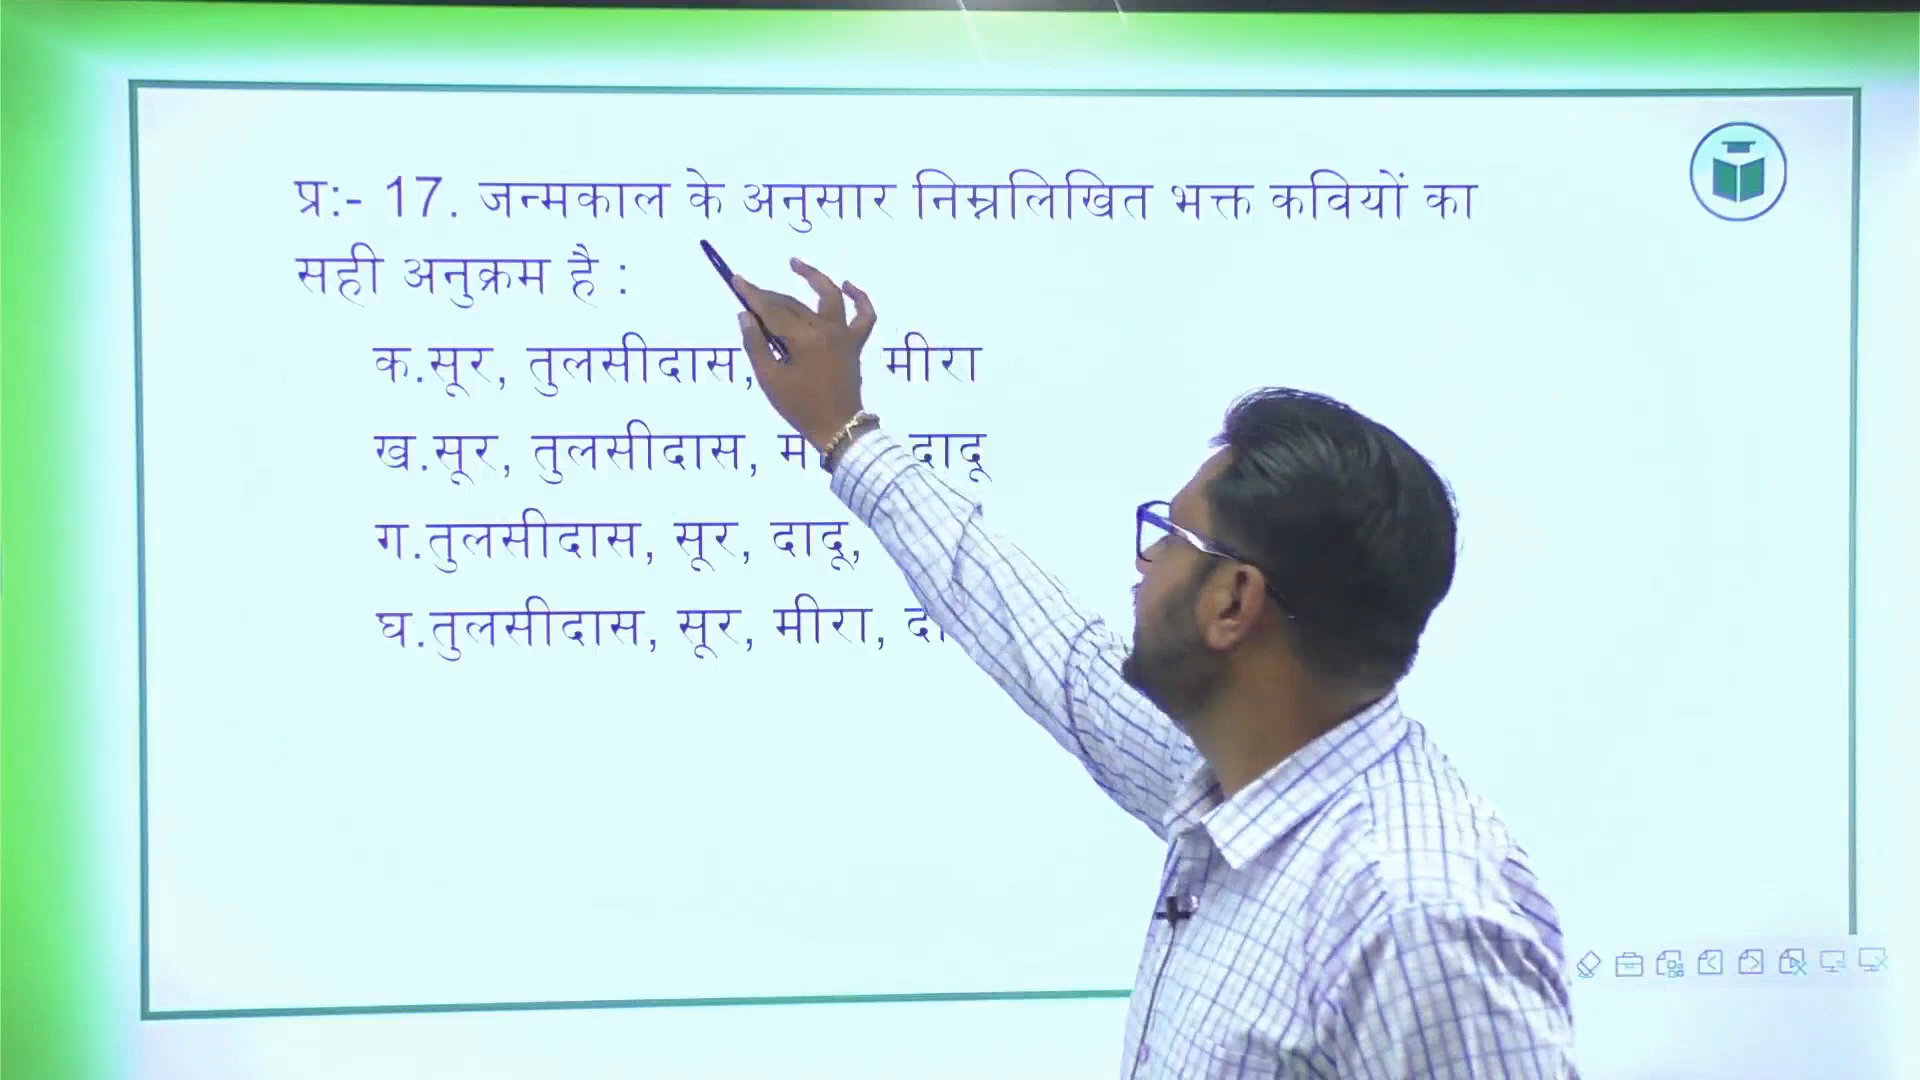 प्र:- 17. जन्मकाल के अनुसार निम्नलिखित भक्त कवियों का
सही अनुक्रम है :
क.सूर, तुलसीदास, मीरा
ख.सूर, तुलसीदास, दादू
ग.तुलसीदास, सूर, दादू,
घ.तुलसीदास, सूर, मीरा,